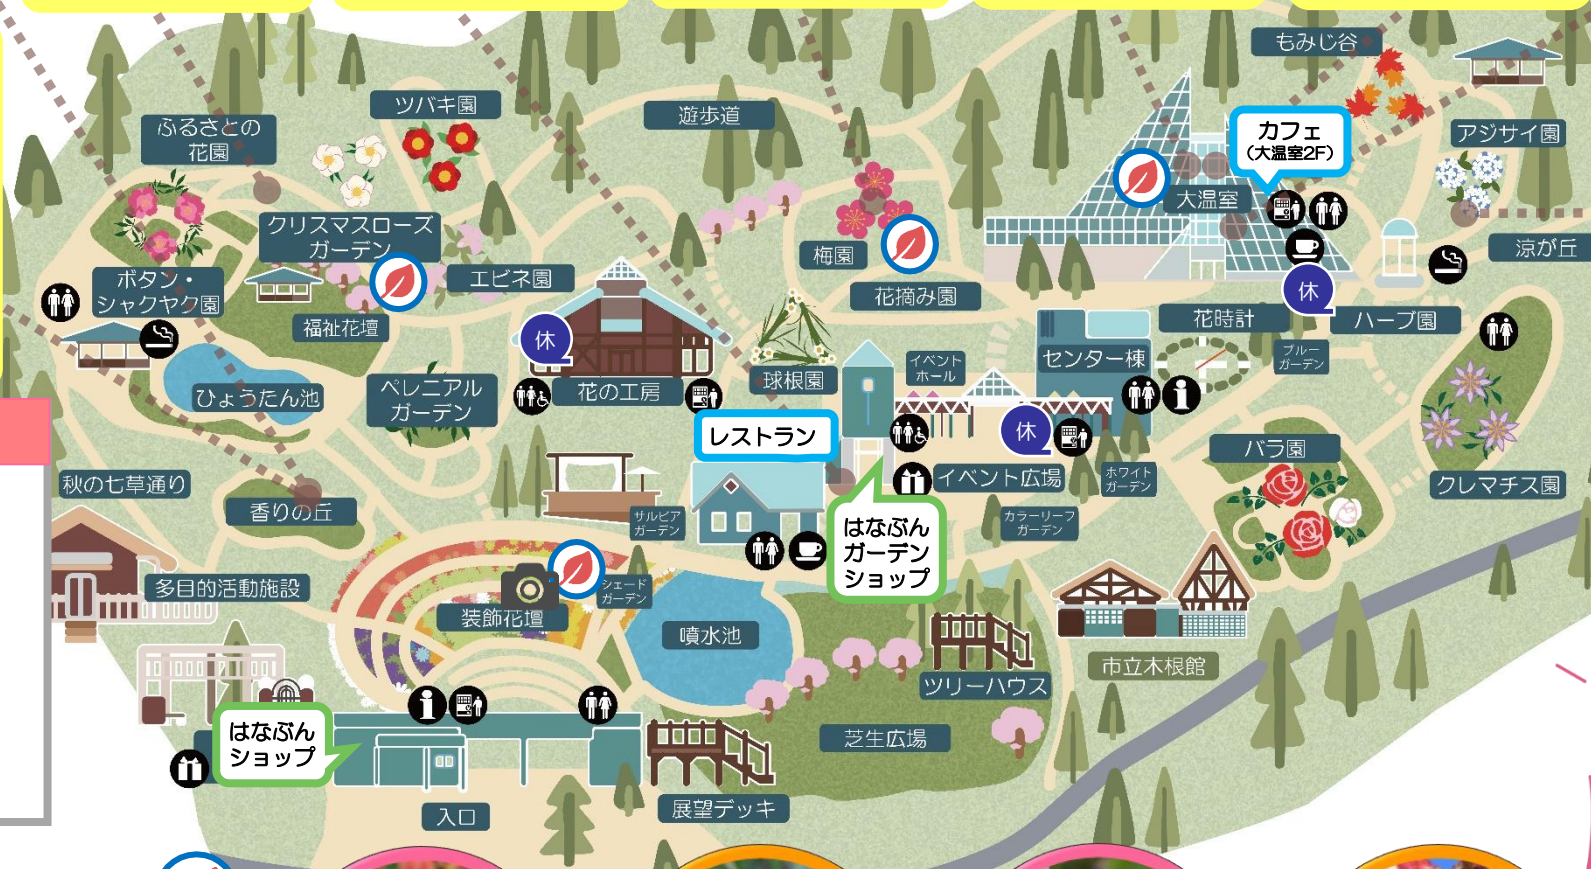 もみじ谷
ツバキ園
遊歩道
ふるさとの
花園
カフェ
(大温室2F)
アジサイ園
大温室
クリスマスローズ
ガーデン
梅園
涼が丘
ボタン・
シャクヤク園
エビネ園
花摘み園
休
福祉花壇
休
花時計
ハーブ園
イベント
ホール
センター棟
ブルー
ガーデン
ひょうたん池
ペレニアル
ガーデン
花の工房
球根園
レストラン
休
バラ園
秋の七草通り
イベント広場
ホワイト
ガーデン
クレマチス園
香りの丘
サルビア
ガーデン
はなぶん
ガーデン
ショップ
カラーリーフ
ガーデン
多目的活動施設
装飾花壇
シェード
ガーデン
噴水池
市立木根館
ツリーハウス
はなぶん
ショップ
芝生広場
入口
展望デッキ